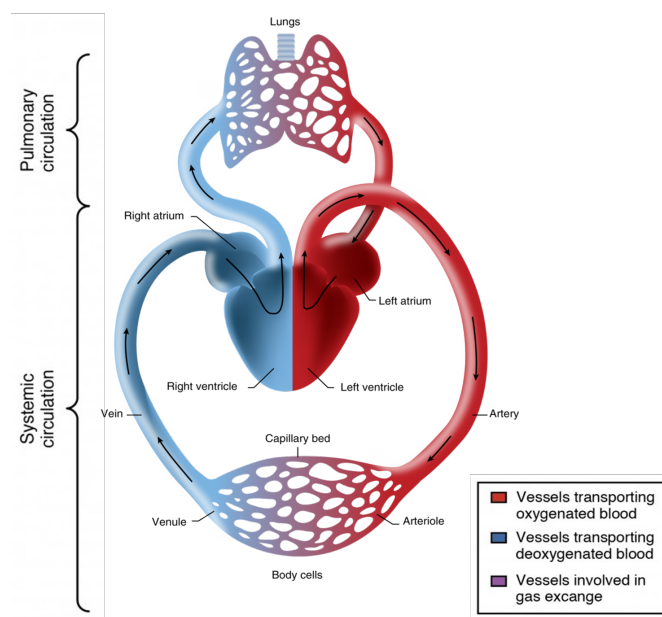 Lungs
Pulmonary
circulation
Right atrium
Left atrium
Right ventricle
Left ventricle
Systemic
circulation
Vein
Artery
Capillary bed
Venule
Arteriole
Body cells
Vessels transporting
oxygenated blood
Vessels transporting
deoxygenated blood
Vessels involved in
gas excange